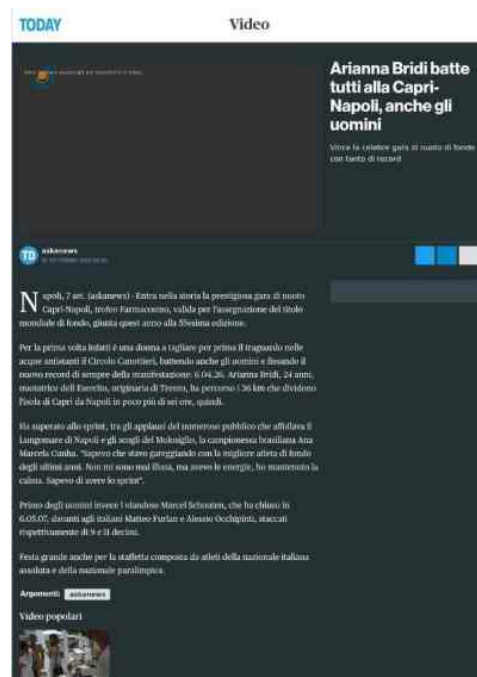 TODAY
Video
Arianna Bridi batte
tutti alla Capri-
Napoli, anche gli
uomini
Vince la celebre gara di nuoto di fondo
con tanto di record
TD
askanews
Napoli, 7 set. (askanews) - Entra nella storia la prestigiosa gara di nuoto
Capri-Napoli, trofeo Farmacosmo, valida per l'assegnazione del titolo
mondiale di fondo, giunta quest'anno alla 55esima edizione.
Per la prima volta infatti è una donna a tagliare per prima il traguardo nelle
acque antistanti il Circolo Canottieri, battendo anche gli uomini e fissando il
nuovo record di sempre della manifestazione: 6.04.26. Arianna Bridi, 24 anni,
nuotatrice dell'Esercito, originaria di Trento, ha percorso i 36 km che dividono
l'isola di Capri da Napoli in poco più di sei ore, quindi.
Ha superato allo sprint, tra gli applausi del numeroso pubblico che affollava il
Lungomare di Napoli e gli scogli del Molosiglio, la campionessa brasiliana Ana
Marcela Cunha. "Sapevo che stavo gareggiando con la migliore atleta di fondo
degli ultimi anni. Non mi sono mai illusa, ma avevo le energie, ho mantenuto la
calma. Sapevo di avere lo sprint".
Primo degli uomini invece l'olandese Marcel Schouten, che ha chiuso in
6.05.07, davanti agli italiani Matteo Furlan e Alessio Occhipinti, staccati
rispettivamente di 9 e 11 decimi.
Festa grande anche per la staffetta composta da atleti della nazionale italiana
assoluta e della nazionale paralimpica.
Argomenti: askanews
Video popolari